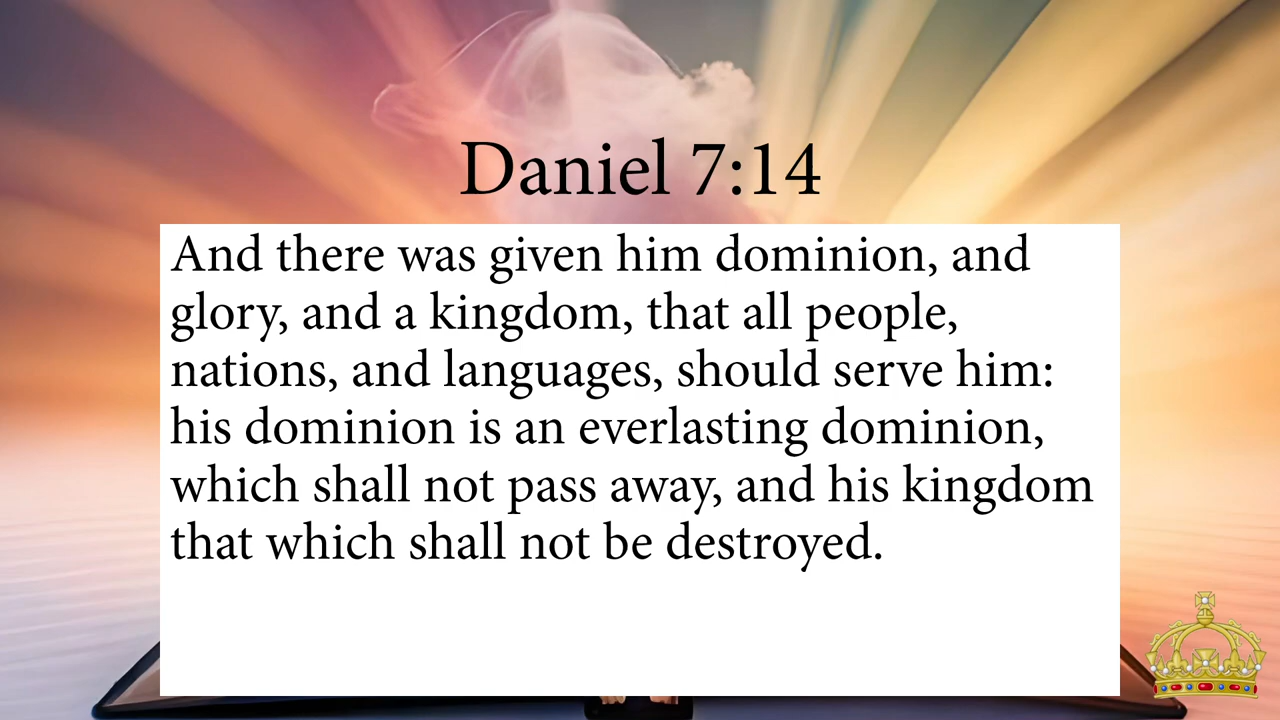 Daniel 7:14
And there was given him dominion, and
glory, and a kingdom, that all people,
nations, and languages, should serve him:
his dominion is an everlasting dominion,
which shall not pass away, and his kingdom
that which shall not be destroyed.